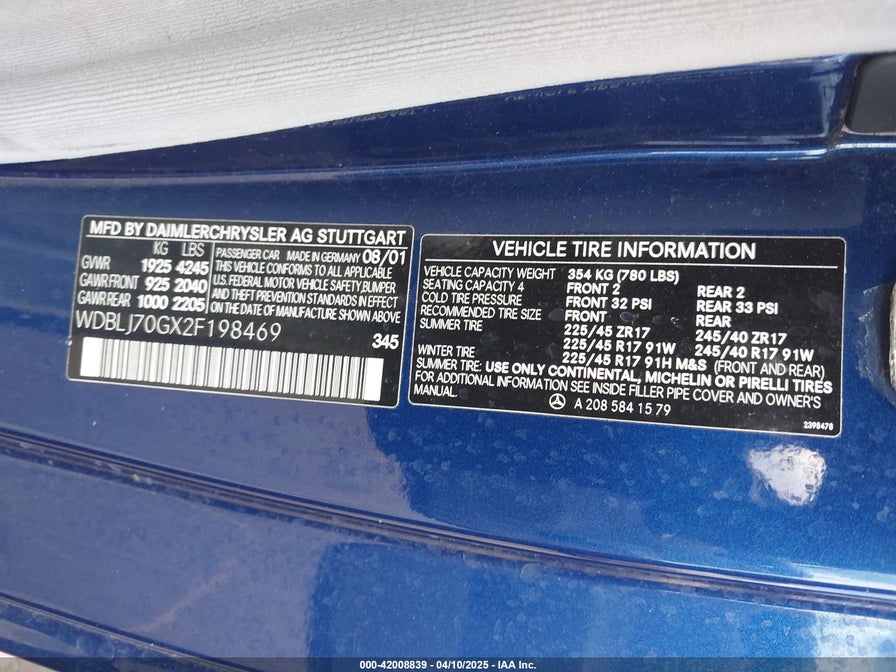 MFD BY DAIMLERCHRYSLER AG STUTTGART
KG LBS
GVWR 1925 4245
GAWR FRONT 925 2040
GAWR REAR 1000 2205
PASSENGER CAR MADE IN GERMANY 08/01
THIS VEHICLE CONFORMS TO ALL APPLICABLE
U.S. FEDERAL MOTOR VEHICLE SAFETY, BUMPER,
AND THEFT PREVENTION STANDARDS IN EFFECT
ON THE DATE OF MANUFACTURE SHOWN ABOVE
WDBLJ70GX2F198469
345
VEHICLE TIRE INFORMATION
VEHICLE CAPACITY WEIGHT 354 KG (780 LBS)
SEATING CAPACITY 4 FRONT 2 REAR 2
COLD TIRE PRESSURE FRONT 32 PSI REAR 33 PSI
RECOMMENDED TIRE SIZE FRONT REAR
SUMMER TIRE 225/45 ZR17 245/40 ZR17
225/45 R17 91W 245/40 R17 91W
WINTER TIRE 225/45 R17 91H M&S (FRONT AND REAR)
SUMMER TIRE: USE ONLY CONTINENTAL, MICHELIN OR PIRELLI TIRES
FOR ADDITIONAL INFORMATION SEE INSIDE FILLER PIPE COVER AND OWNER'S
MANUAL.
A 208 584 15 79
2398478
000-42008839 - 04/10/2025 - IAA Inc.